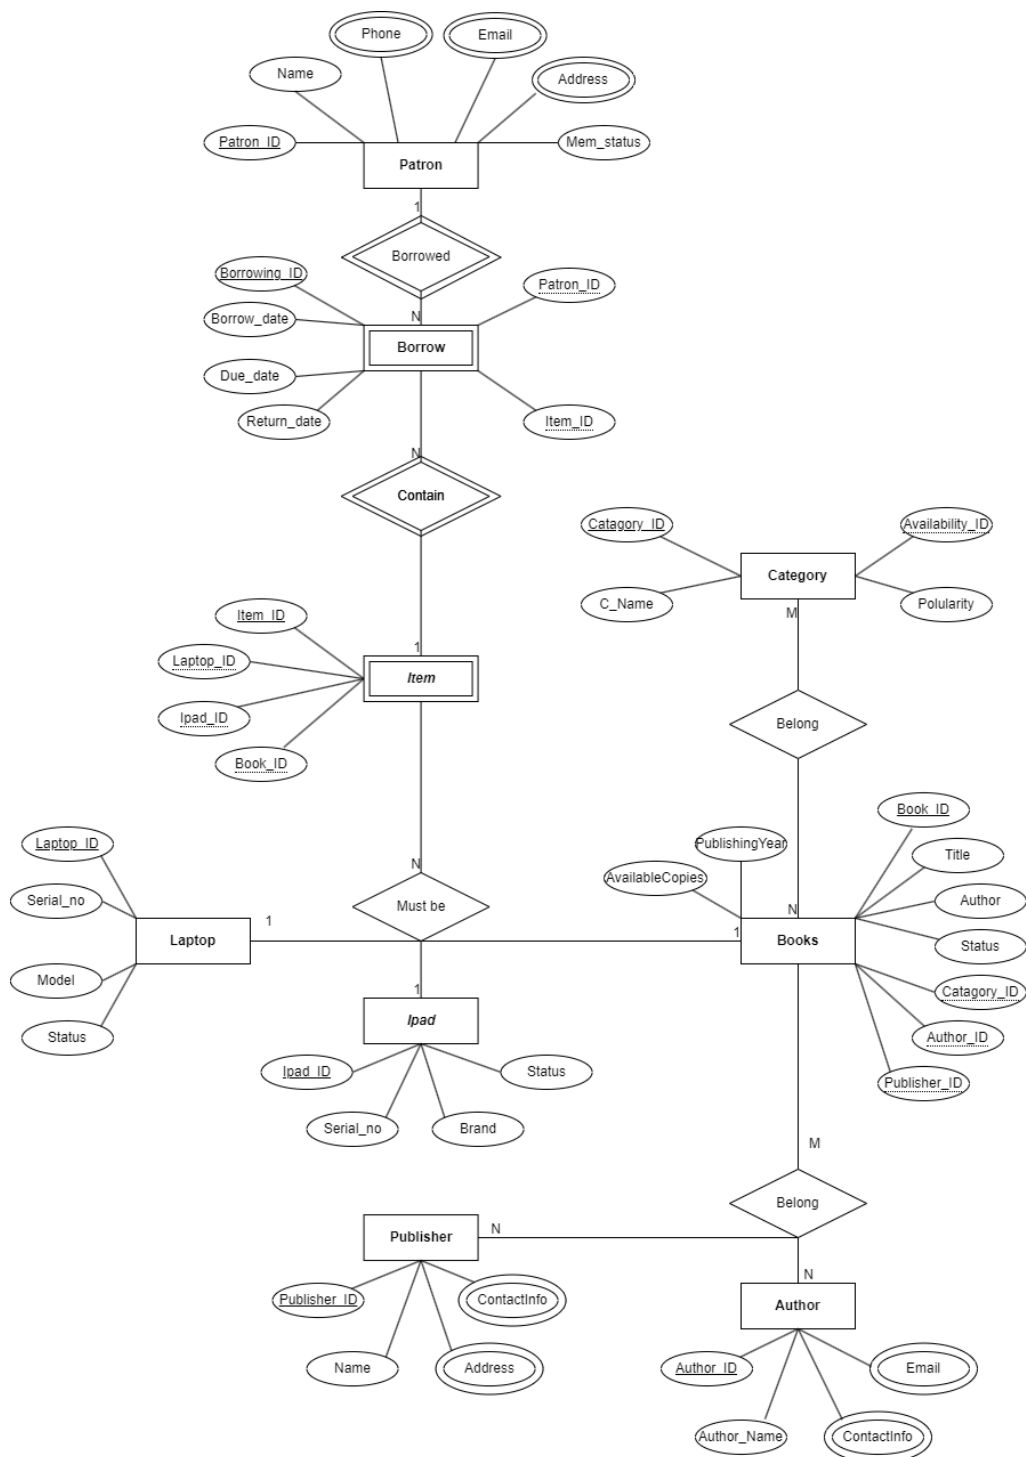 Phone
Email
Name
Address
Patron_ID
Mem_status
Patron
1
Borrowed
Borrowing_ID
Patron_ID
Borrow_date
N
Borrow
Due_date
Return_date
Item_ID
N
Contain
Catagory_ID
Availability_ID
Category
C_Name
Polularity
M
Item_ID
1
Laptop_ID
Item
Ipad_ID
Belong
Book_ID
Book_ID
Laptop_ID
PublishingYear
Title
N
AvailableCopies
Serial_no
Must be
N
Author
1
1
Laptop
Books
Status
Model
1
Catagory_ID
Ipad
Status
Author_ID
Ipad_ID
Status
Publisher_ID
Serial_no
Brand
M
Belong
N
Publisher
N
Publisher_ID
ContactInfo
Author
Name
Address
Author_ID
Email
Author_Name
ContactInfo